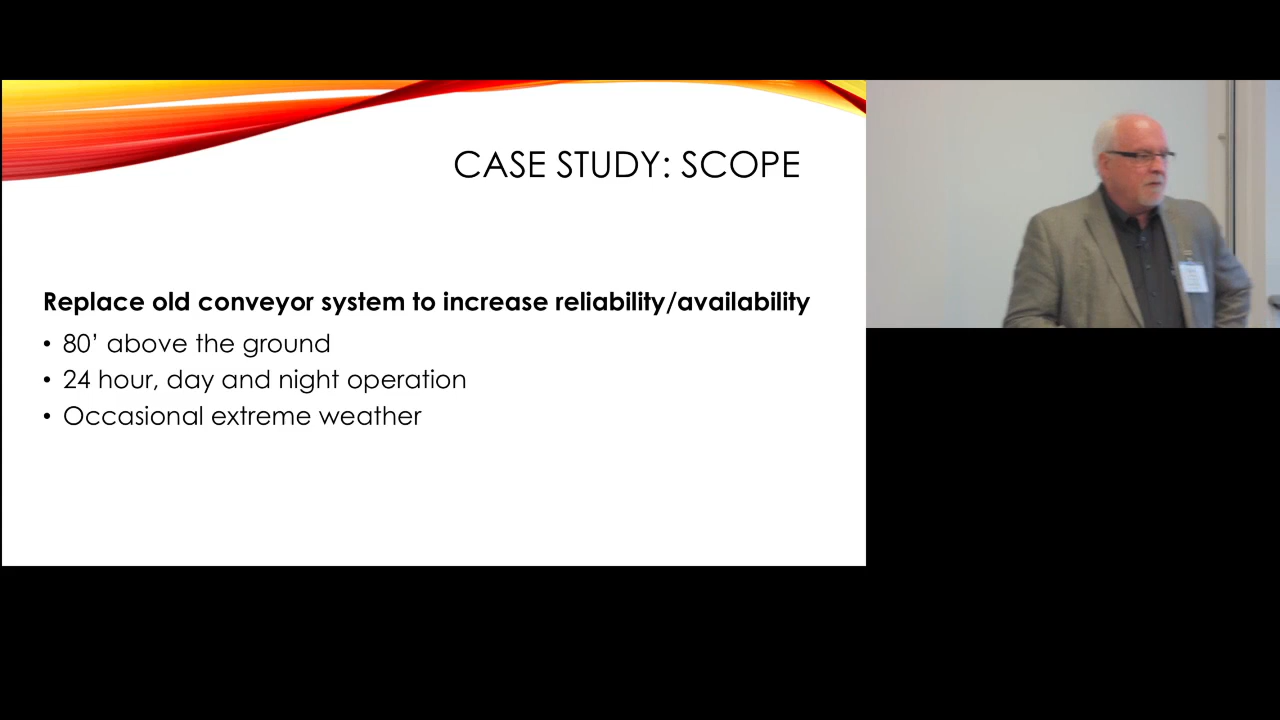 CASE STUDY: SCOPE
Replace old conveyor system to increase reliability/availability
• 80’ above the ground
• 24 hour, day and night operation
• Occasional extreme weather